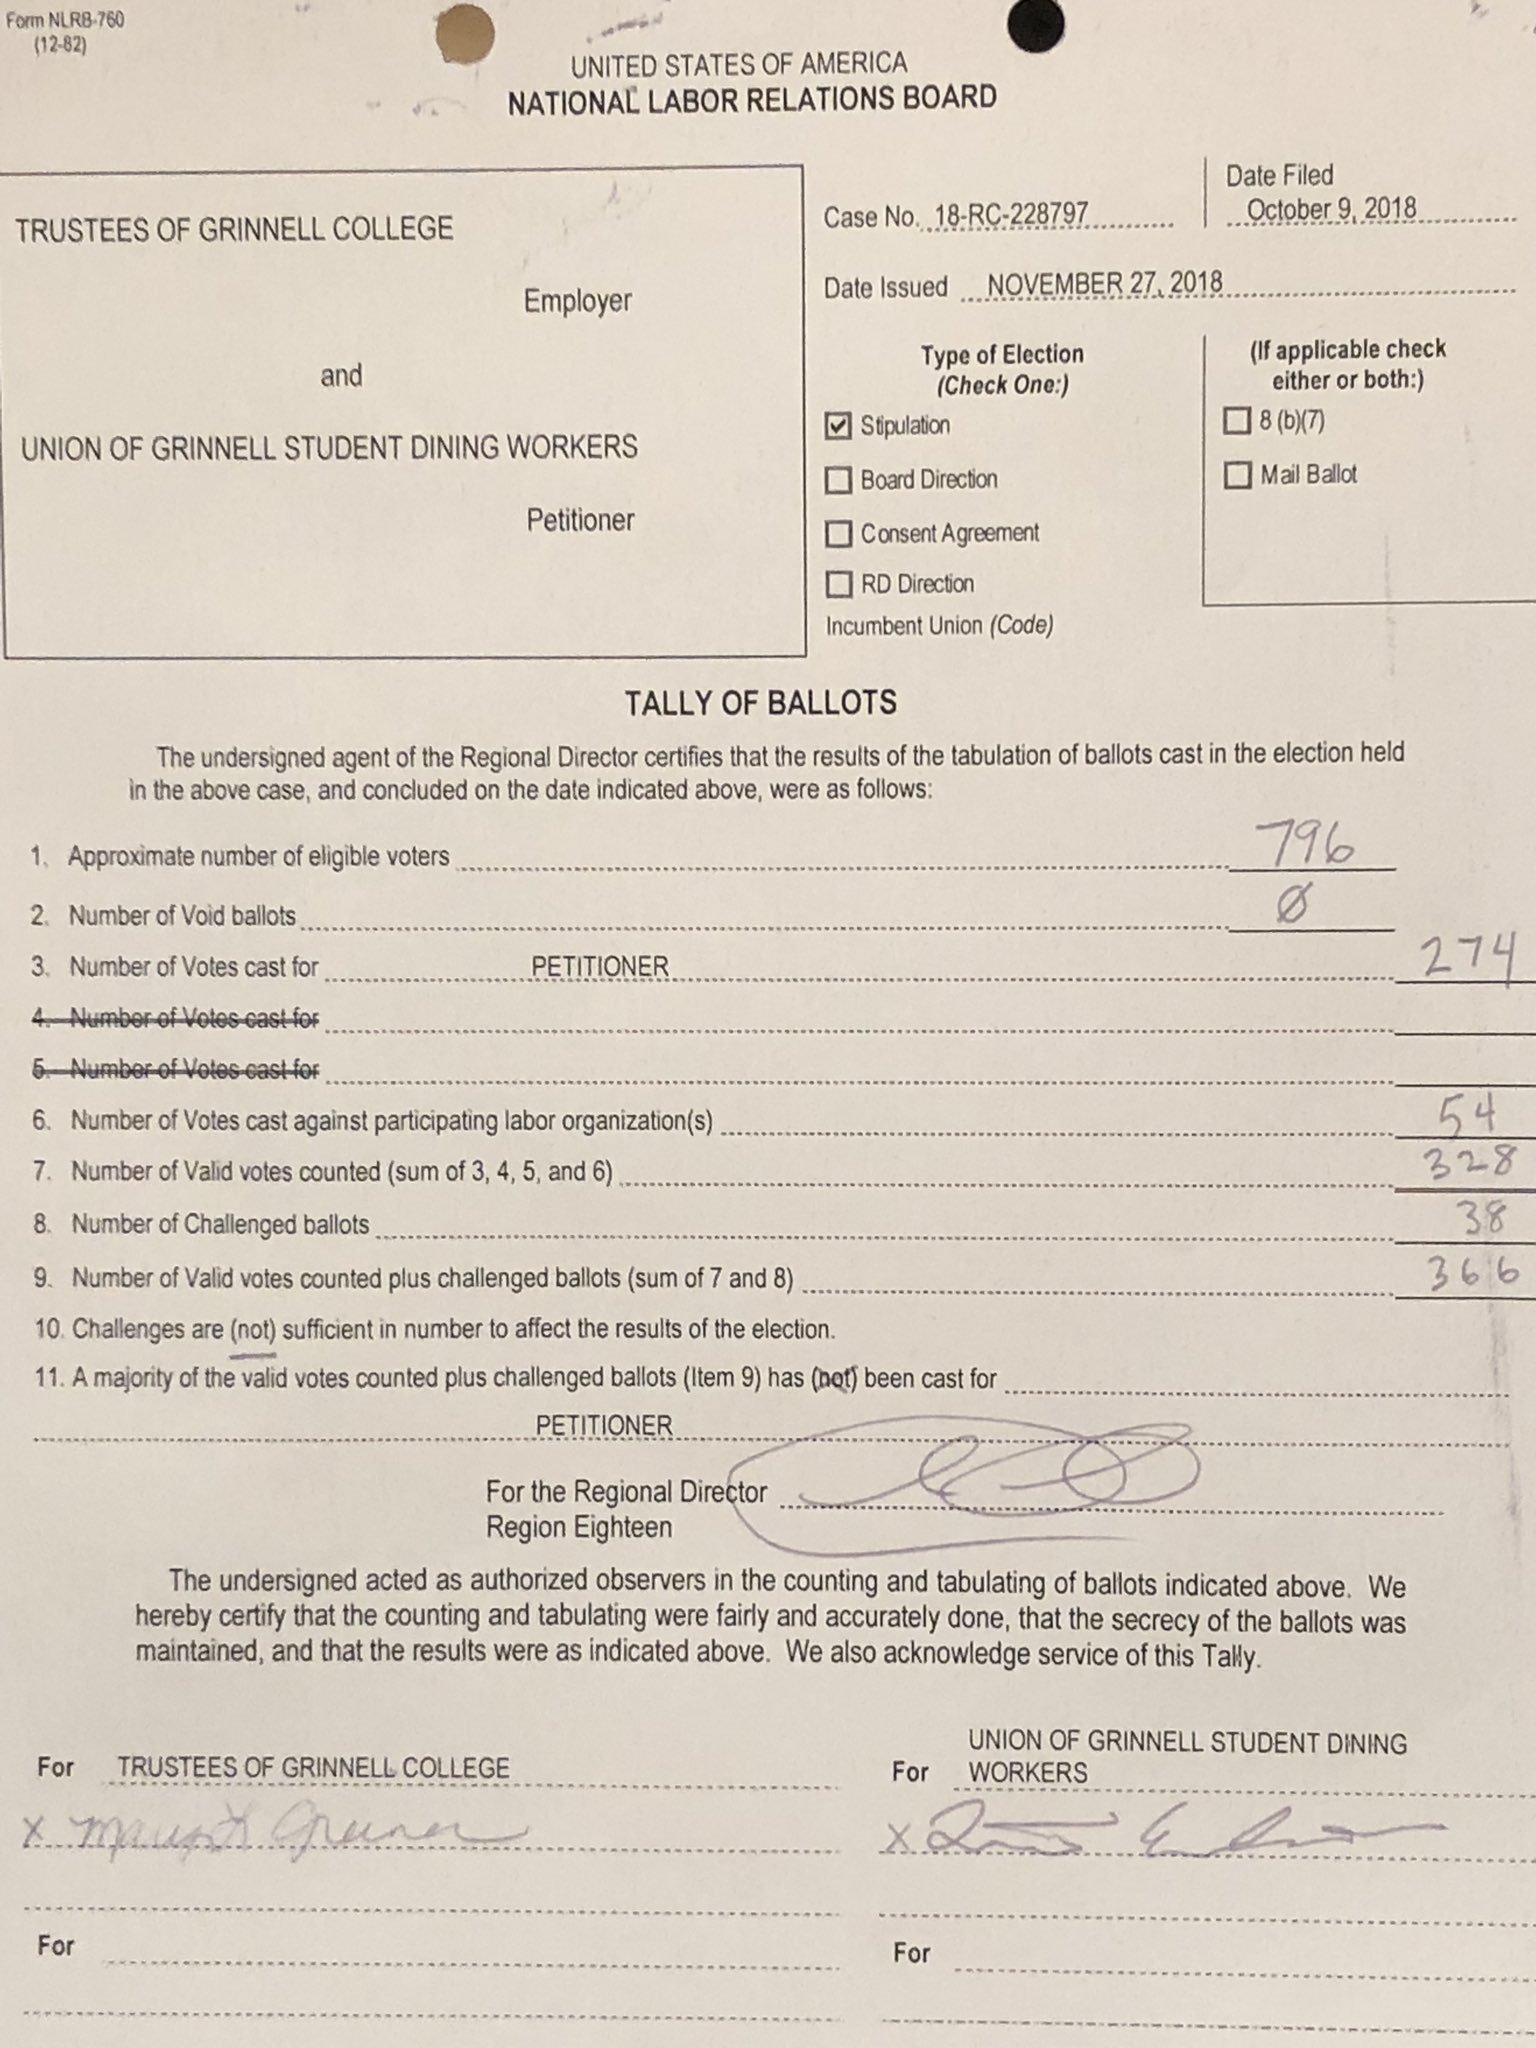 Form NLRB-760
(12-82)
UNITED STATES OF AMERICA
NATIONAL LABOR RELATIONS BOARD
TRUSTEES OF GRINNELL COLLEGE
Employer
and
UNION OF GRINNELL STUDENT DINING WORKERS
Petitioner
Case No. 18-RC-228797
Date Filed
October 9, 2018
Date Issued NOVEMBER 27, 2018
Type of Election
(Check One:)
Stipulation
Board Direction
Consent Agreement
RD Direction
Incumbent Union (Code)
(If applicable check
either or both:)
8 (b)(7)
Mail Ballot
TALLY OF BALLOTS
The undersigned agent of the Regional Director certifies that the results of the tabulation of ballots cast in the election held
in the above case, and concluded on the date indicated above, were as follows:
1. Approximate number of eligible voters 796
2. Number of Void ballots Ø
3. Number of Votes cast for PETITIONER 274
4. Number of Votes cast for
5. Number of Votes cast for
6. Number of Votes cast against participating labor organization(s) 54
7. Number of Valid votes counted (sum of 3, 4, 5, and 6) 328
8. Number of Challenged ballots 38
9. Number of Valid votes counted plus challenged ballots (sum of 7 and 8) 366
10. Challenges are (not) sufficient in number to affect the results of the election.
11. A majority of the valid votes counted plus challenged ballots (Item 9) has (not) been cast for
PETITIONER
For the Regional Director
Region Eighteen
The undersigned acted as authorized observers in the counting and tabulating of ballots indicated above. We
hereby certify that the counting and tabulating were fairly and accurately done, that the secrecy of the ballots was
maintained, and that the results were as indicated above. We also acknowledge service of this Tally.
For TRUSTEES OF GRINNELL COLLEGE
X
UNION OF GRINNELL STUDENT DINING
For WORKERS
X
For
For